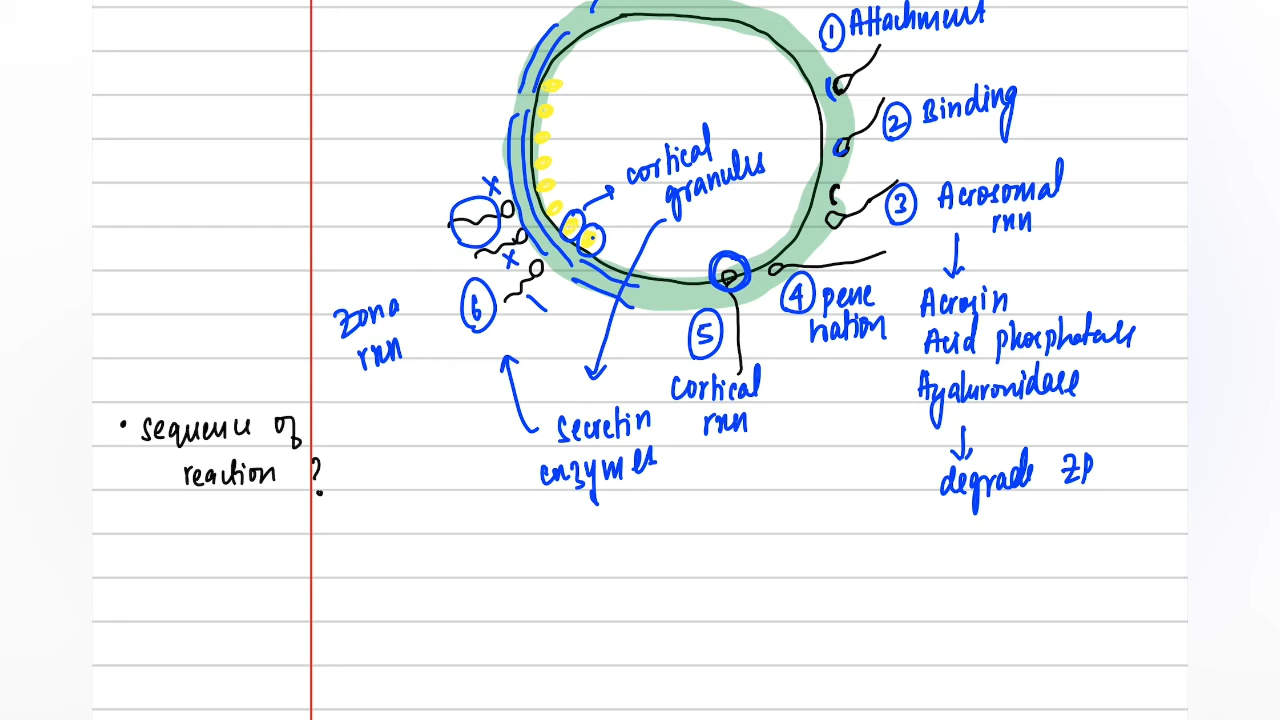 ① Attachment
② Binding
cortical
granules
③ Acrosomal
rxn
x
x
④ pene
tration
Acrosin
Acid phosphatase
Hyaluronidase
degrade ZP
⑤
cortical
rxn
⑥
Zona
rxn
Secretin
enzymes
• sequence of
reaction ?